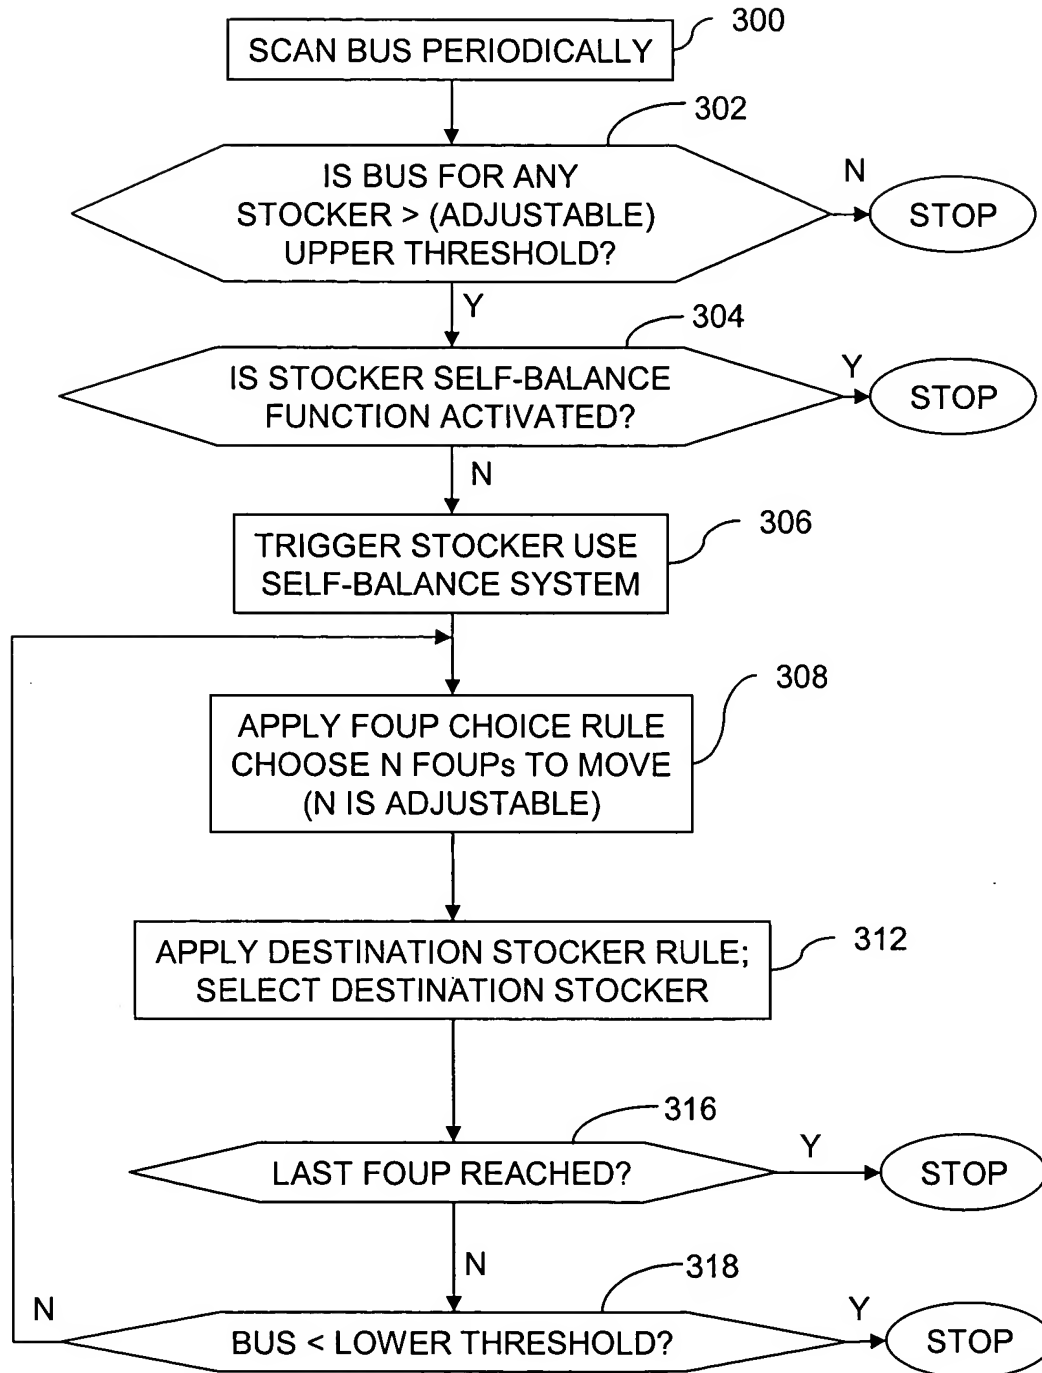 300
SCAN BUS PERIODICALLY
302
IS BUS FOR ANY
STOCKER > (ADJUSTABLE)
UPPER THRESHOLD?
N
STOP
Y
304
IS STOCKER SELF-BALANCE
FUNCTION ACTIVATED?
Y
STOP
N
306
TRIGGER STOCKER USE
SELF-BALANCE SYSTEM
308
APPLY FOUP CHOICE RULE
CHOOSE N FOUPs TO MOVE
(N IS ADJUSTABLE)
312
APPLY DESTINATION STOCKER RULE;
SELECT DESTINATION STOCKER
316
LAST FOUP REACHED?
Y
STOP
N
318
N
BUS < LOWER THRESHOLD?
Y
STOP